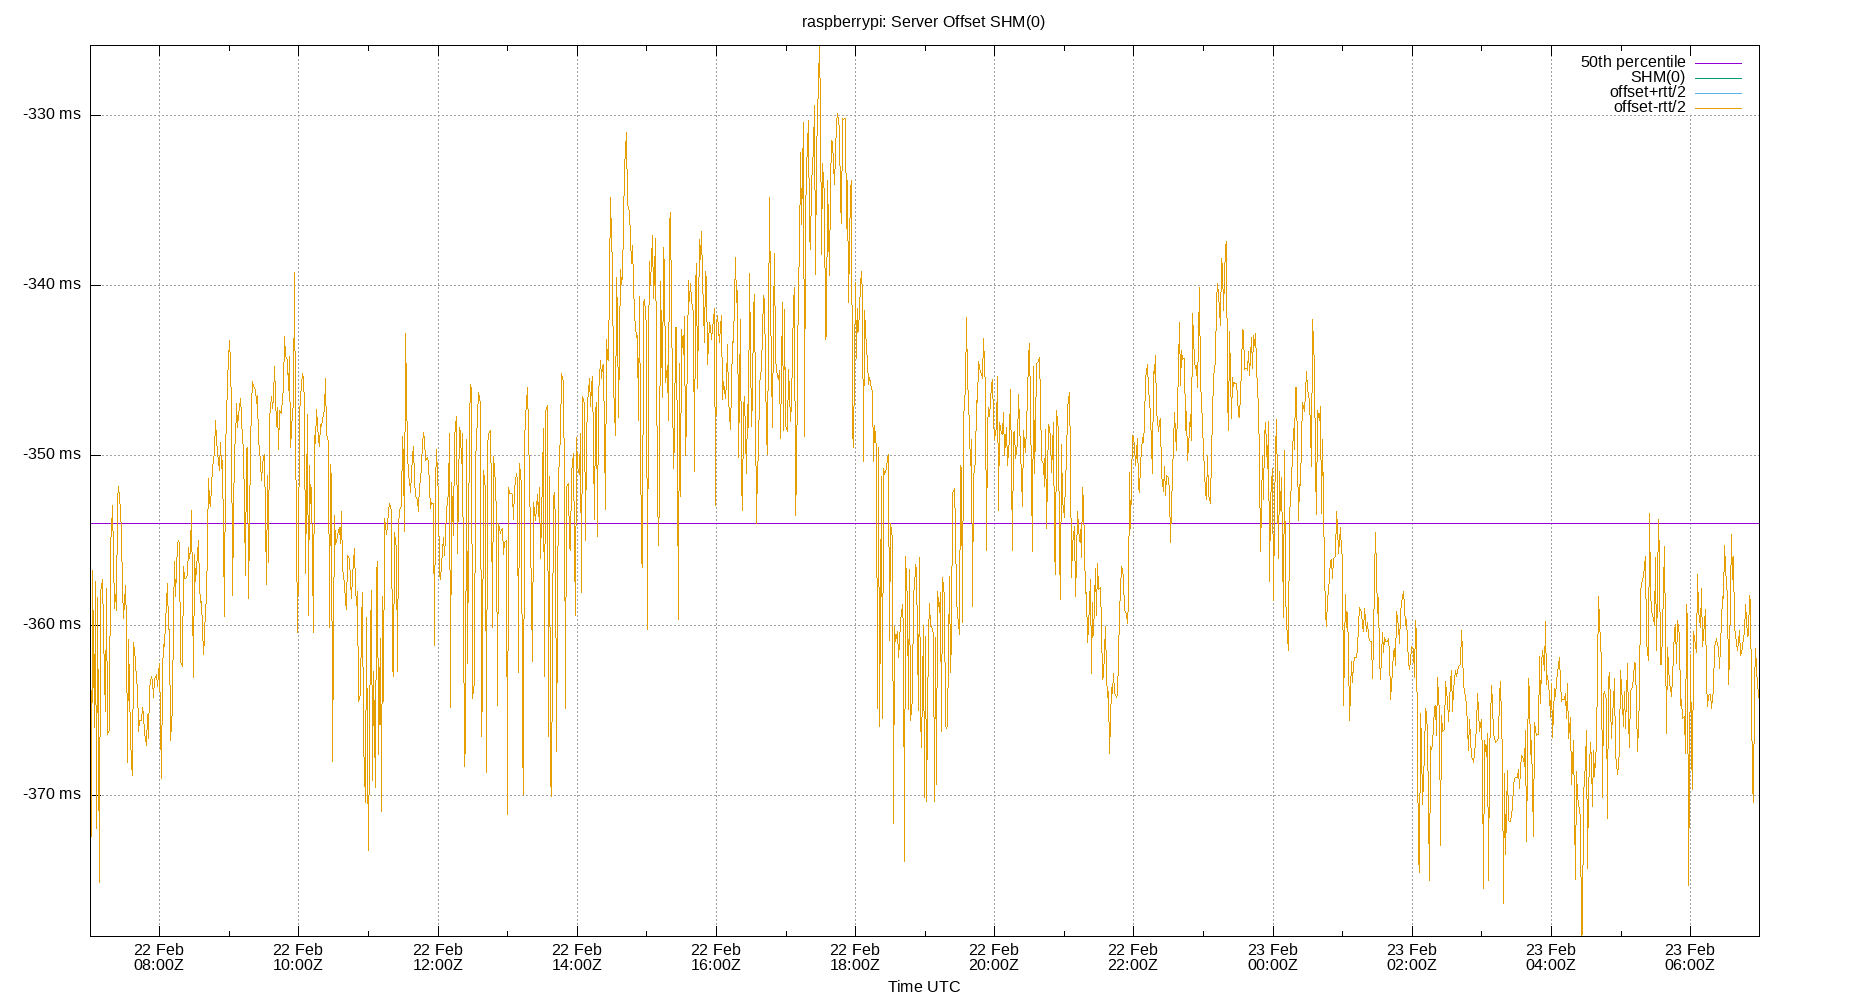 raspberrypi: Server Offset SHM(0)
50th percentile
SHM(0)
offset+rtt/2
offset-rtt/2
-330 ms
-340 ms
-350 ms
-360 ms
-370 ms
22 Feb 22 Feb 22 Feb 22 Feb 22 Feb 22 Feb 22 Feb 22 Feb 23 Feb 23 Feb 23 Feb 23 Feb
08:00Z 10:00Z 12:00Z 14:00Z 16:00Z 18:00Z 20:00Z 22:00Z 00:00Z 02:00Z 04:00Z 06:00Z
Time UTC